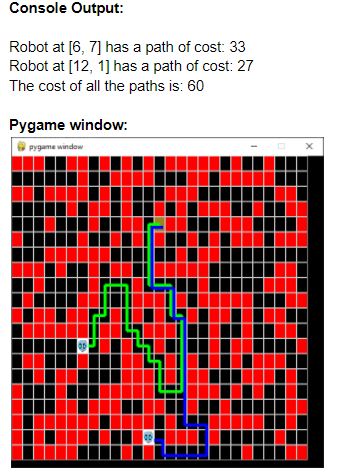 Console Output:
Robot at [6, 7] has a path of cost: 33
Robot at [12, 1] has a path of cost: 27
The cost of all the paths is: 60
Pygame window:
pygame window